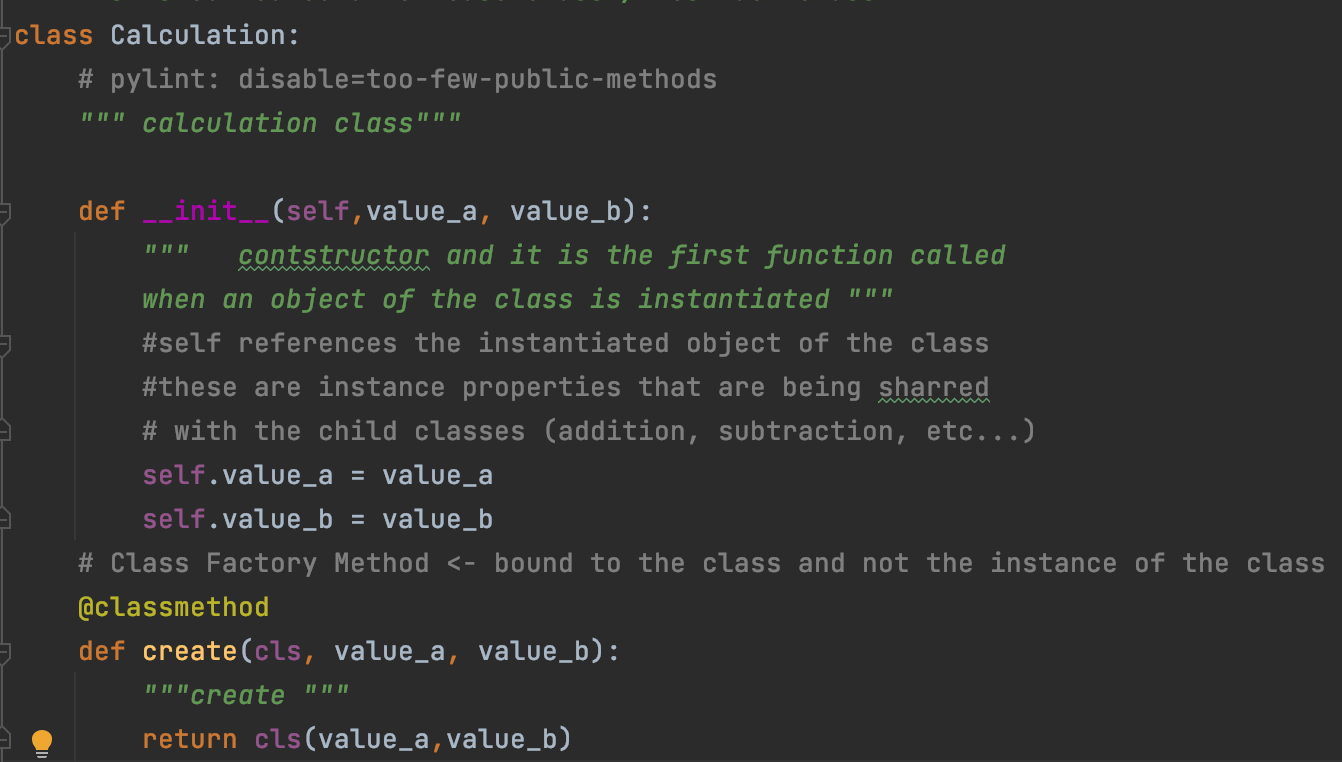 class Calculation:
    # pylint: disable=too-few-public-methods
    """ calculation class"""
    def __init__(self,value_a, value_b):
        """   contstructor and it is the first function called
        when an object of the class is instantiated """
        #self references the instantiated object of the class
        #these are instance properties that are being sharred
        # with the child classes (addition, subtraction, etc...)
        self.value_a = value_a
        self.value_b = value_b
    # Class Factory Method <- bound to the class and not the instance of the class
    @classmethod
    def create(cls, value_a, value_b):
        """create """
        return cls(value_a,value_b)